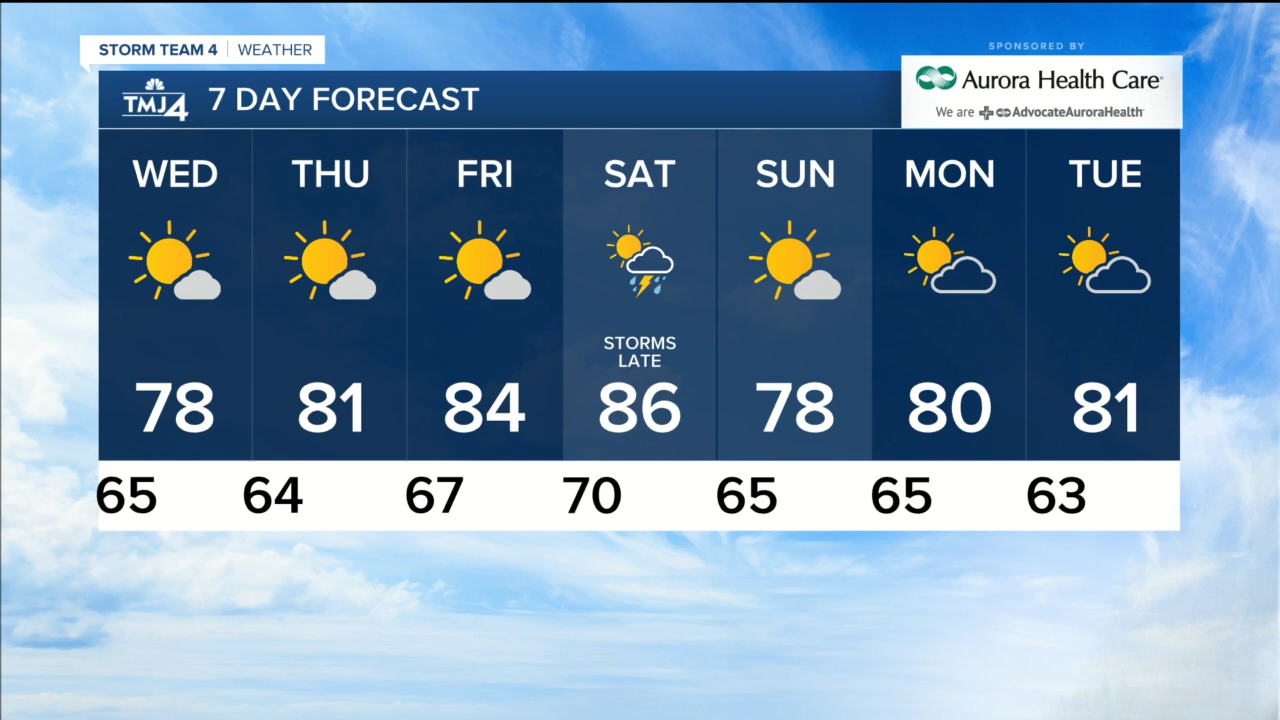 STORM TEAM 4 | WEATHER
SPONSORED BY
Aurora Health Care®
We are AdvocateAuroraHealth
TMJ4 7 DAY FORECAST
WED THU FRI SAT SUN MON TUE
STORMS
LATE
78 81 84 86 78 80 81
65 64 67 70 65 65 63